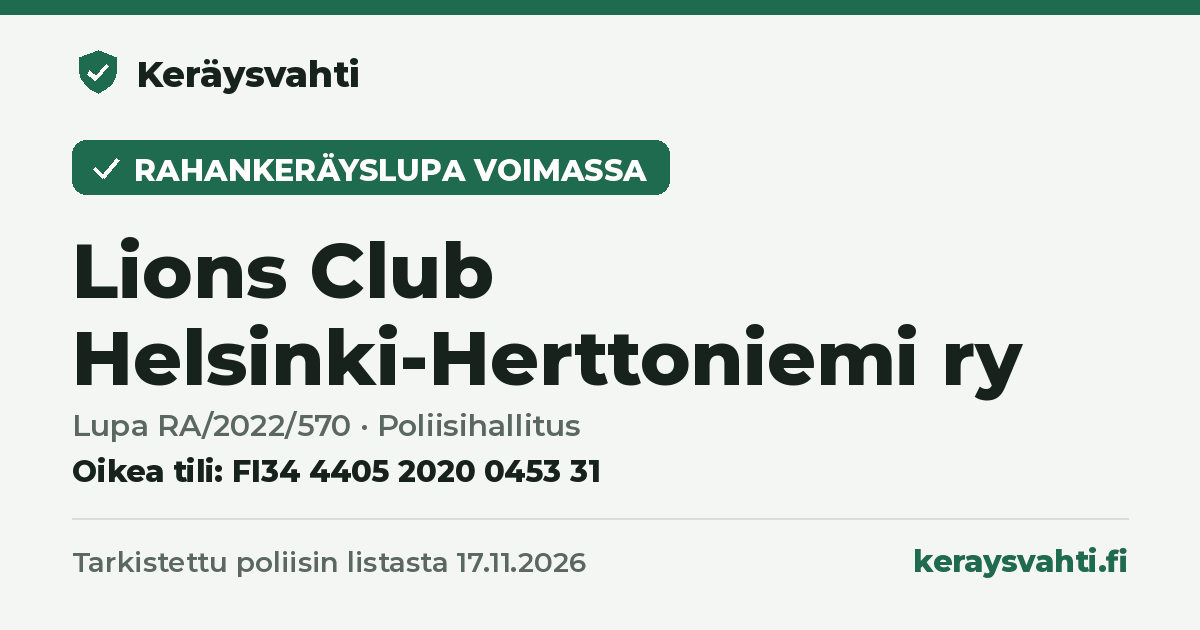 Keräysvahti
RAHANKERÄYSLUPA VOIMASSA
Lions Club
Helsinki-Herttoniemi ry
Lupa RA/2022/570 · Poliisihallitus
Oikea tili: FI34 4405 2020 0453 31
Tarkistettu poliisin listasta 17.11.2026
keraysvahti.fi